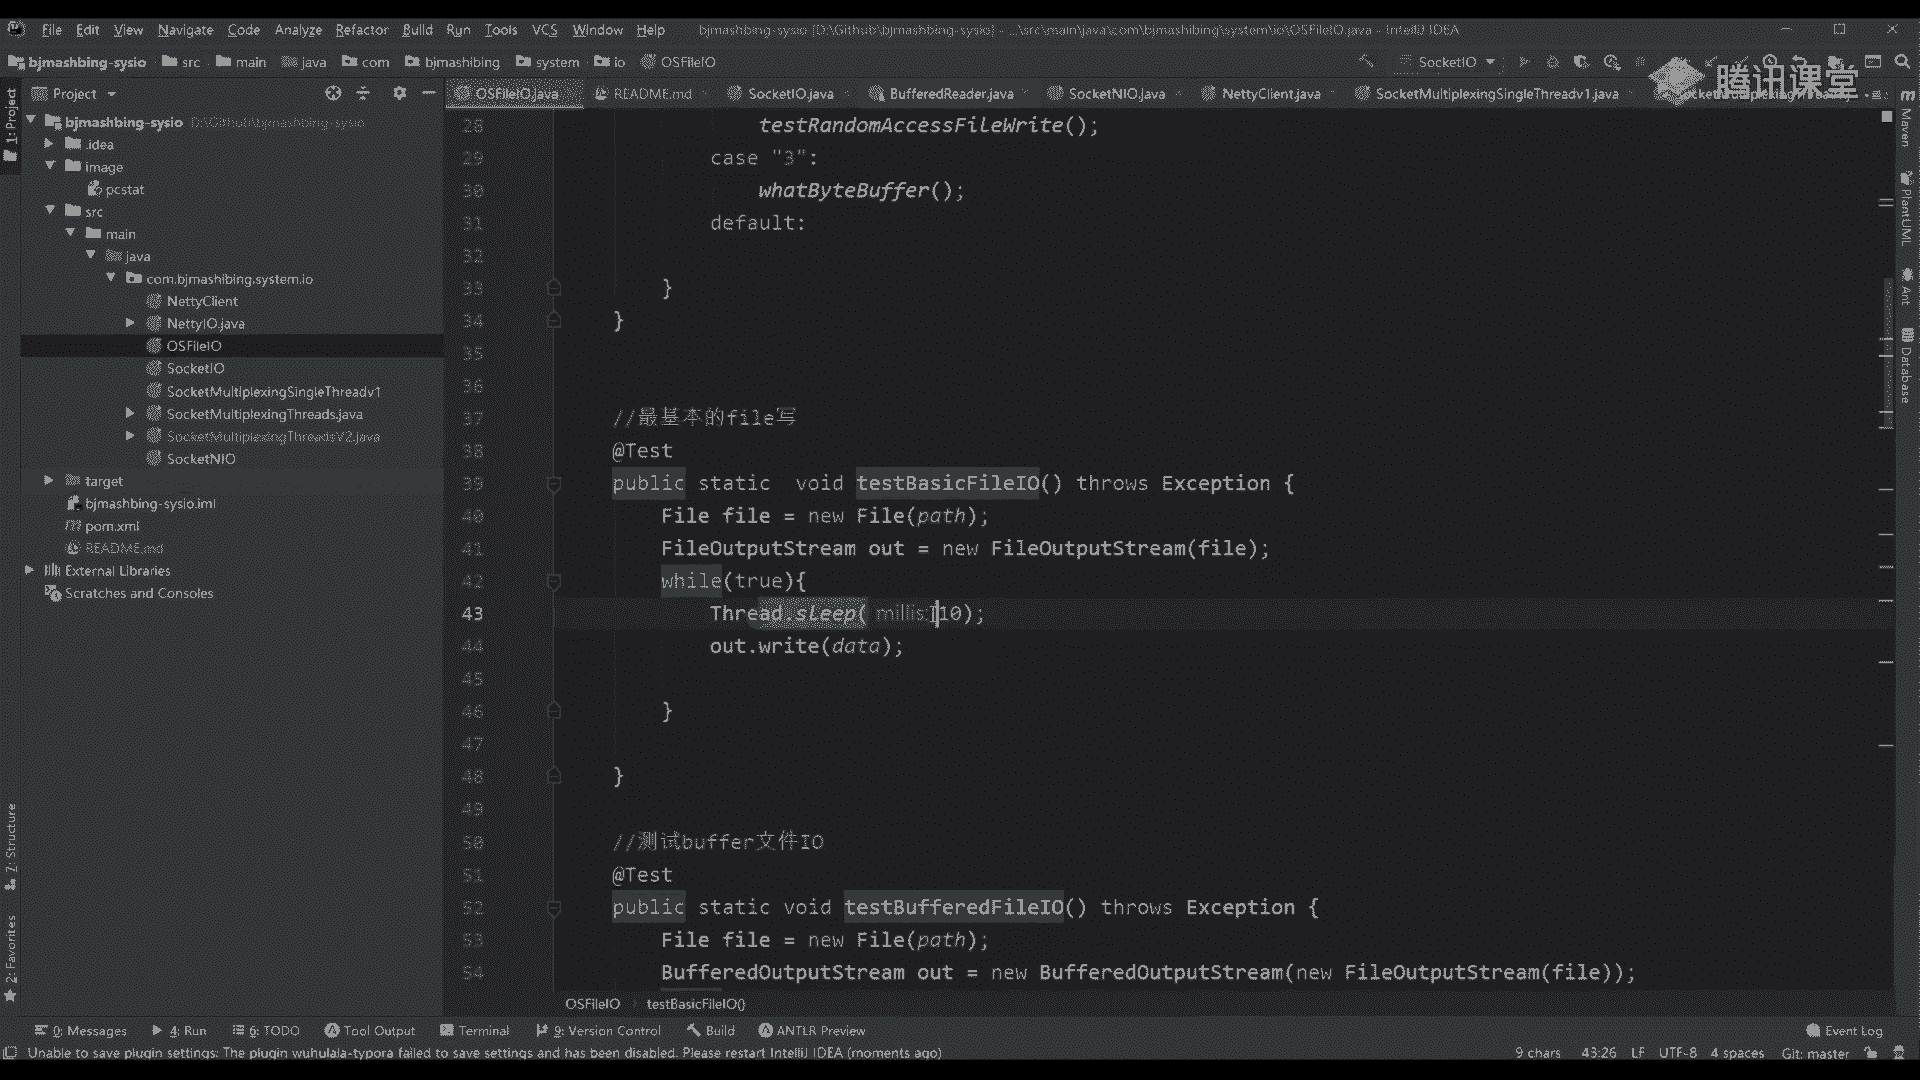 File Edit View Navigate Code Analyze Refactor Build Run Tools VCS Window Help bjmashbing-sysio [D:\Github\bjmashbing-sysio] - ...\src\main\java\com\bjmashibing\system\io\OSFileIO.java - IntelliJ IDEA
bjmashbing-sysio src main java com bjmashibing system io OSFileIO SocketIO
腾讯课堂
Project
OSFileIO.java README.md SocketIO.java BufferedReader.java SocketNIO.java NettyClient.java SocketMultiplexingSingleThreadv1.java
1: Project
bjmashbing-sysio D:\Github\bjmashbing-sysio
.idea
image
pcstat
src
main
java
com.bjmashibing.system.io
NettyClient
NettyIO.java
OSFileIO
SocketIO
SocketMultiplexingSingleThreadv1
SocketMultiplexingThreads.java
SocketMultiplexingThreadsV2.java
SocketNIO
target
bjmashbing-sysio.iml
pom.xml
README.md
External Libraries
Scratches and Consoles
7: Structure
2: Favorites
28 testRandomAccessFileWrite();
29 case "3":
30 whatByteBuffer();
31 default:
32
33 }
34 }
35
36
37 //最基本的file写
38 @Test
39 public static  void testBasicFileIO() throws Exception {
40 File file = new File(path);
41 FileOutputStream out = new FileOutputStream(file);
42 while(true){
43 Thread.sleep( millis: 10);
44 out.write(data);
45
46 }
47
48 }
49
50 //测试buffer文件IO
51 @Test
52 public static void testBufferedFileIO() throws Exception {
53 File file = new File(path);
54 BufferedOutputStream out = new BufferedOutputStream(new FileOutputStream(file));
OSFileIO testBasicFileIO()
Maven
PlantUML
Ant
Database
0: Messages 4: Run 6: TODO Tool Output Terminal 9: Version Control Build ANTLR Preview Event Log
Unable to save plugin settings: The plugin wuhulala-typora failed to save settings and has been disabled. Please restart IntelliJ IDEA (moments ago) 9 chars 43:26 LF UTF-8 4 spaces Git: master